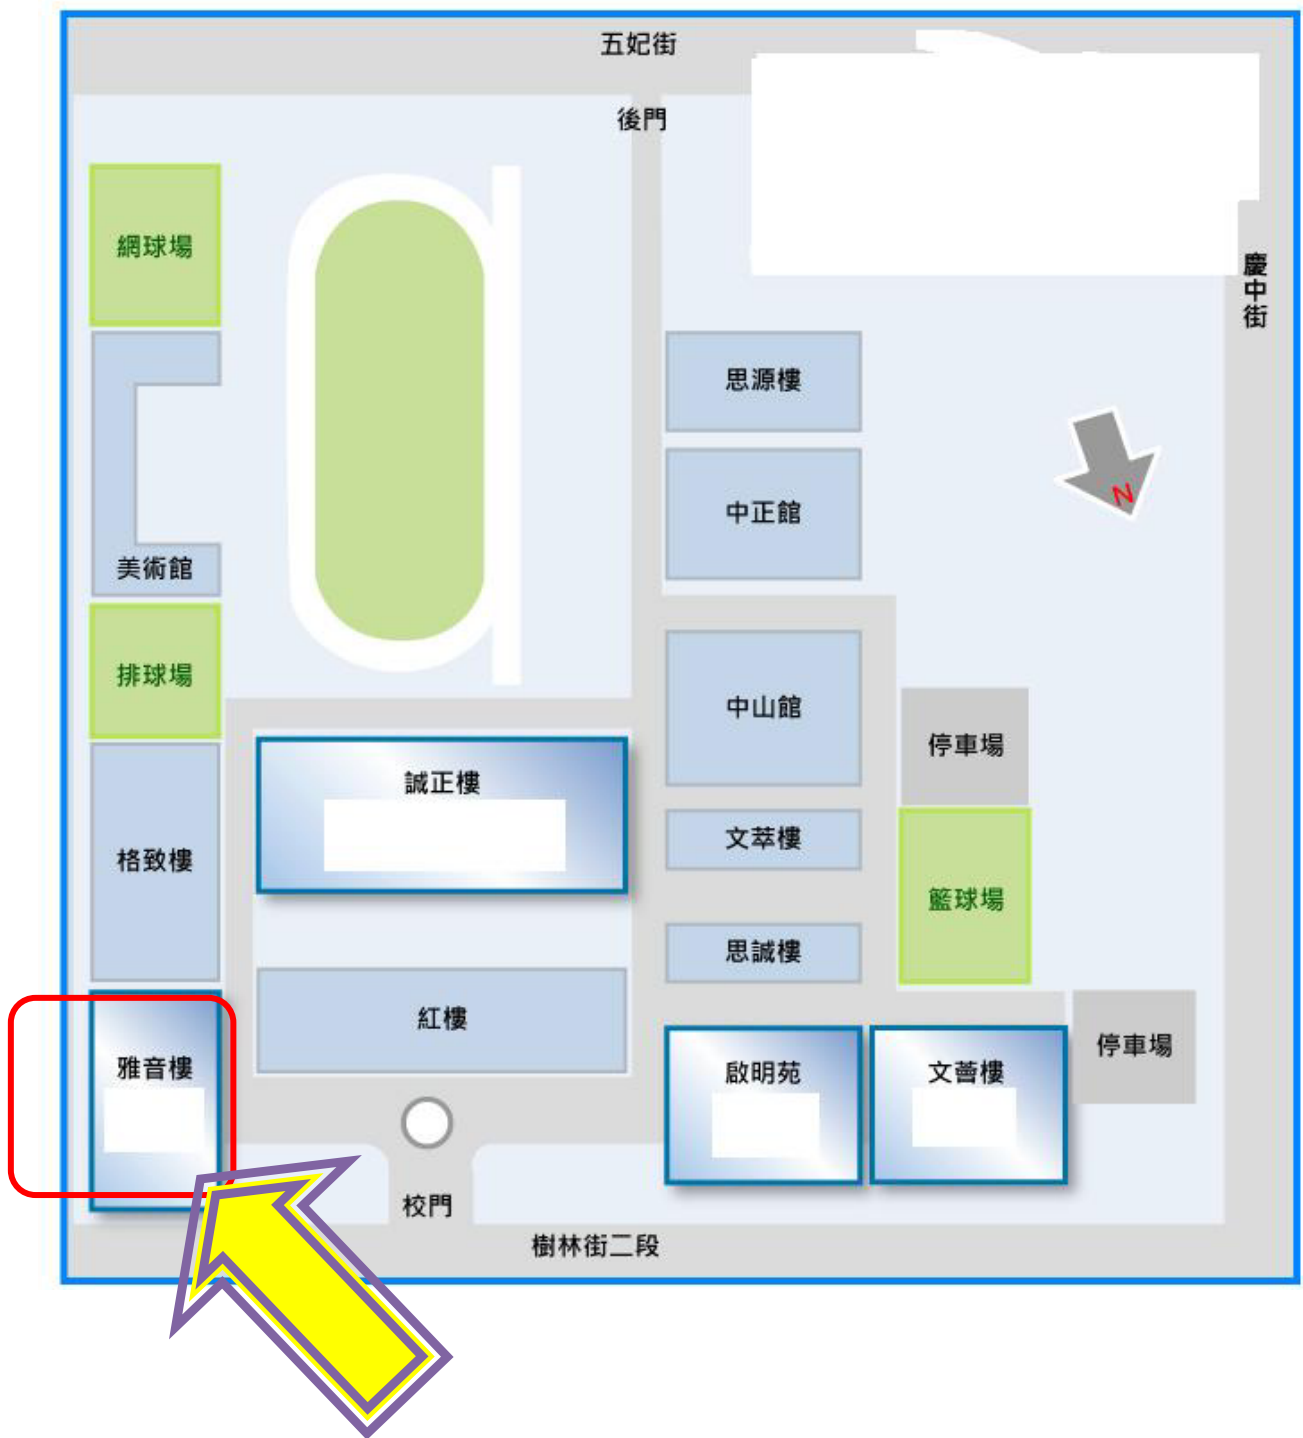 五妃街
後門
網球場
慶中街
思源樓
中正館
N
美術館
排球場
中山館
停車場
誠正樓
文萃樓
格致樓
籃球場
思誠樓
紅樓
停車場
雅音樓
啟明苑
文薈樓
校門
樹林街二段